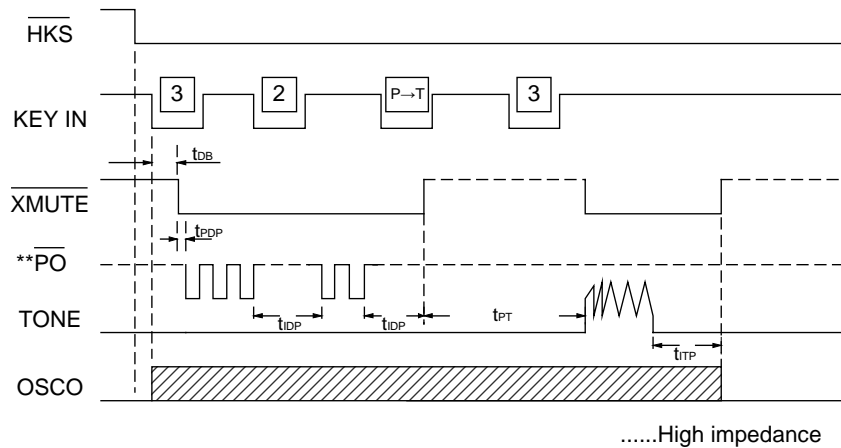 HKS
3 2 P→T 3
KEY IN
tDB
XMUTE
tPDP
**PO
TONE
tIDP tIDP tPT
tITP
OSCO
......High impedance